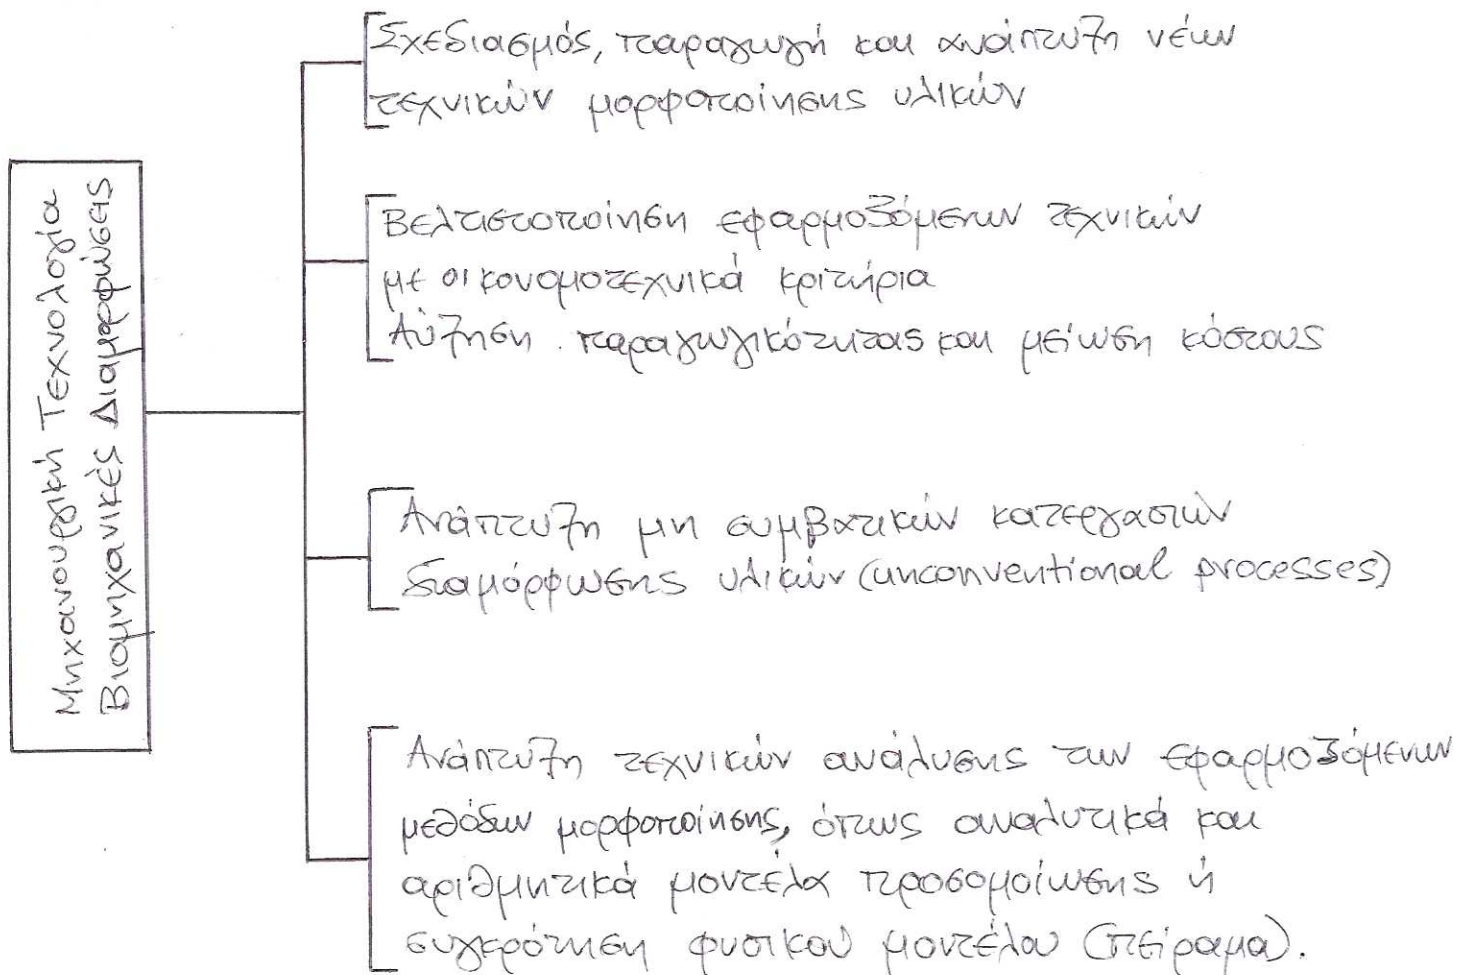 Μηχανουργική Τεχνολογία
Βιομηχανικές Διαμορφώσεις
Σχεδιασμός, παραγωγή και ανάπτυξη νέων
τεχνικών μορφοποίησης υλικών
Βελτιστοποίηση εφαρμοζόμενων τεχνικών
με οικονομοτεχνικά κριτήρια
Αύξηση παραγωγικότητας και μείωση κόστους
Ανάπτυξη μη συμβατικών κατεργασιών
διαμόρφωσης υλικών (unconventional processes)
Ανάπτυξη τεχνικών ανάλυσης των εφαρμοζόμενων
μεθόδων μορφοποίησης, όπως αναλυτικά και
αριθμητικά μοντέλα προσομοίωσης ή
συγκρότηση φυσικού μοντέλου (πείραμα).